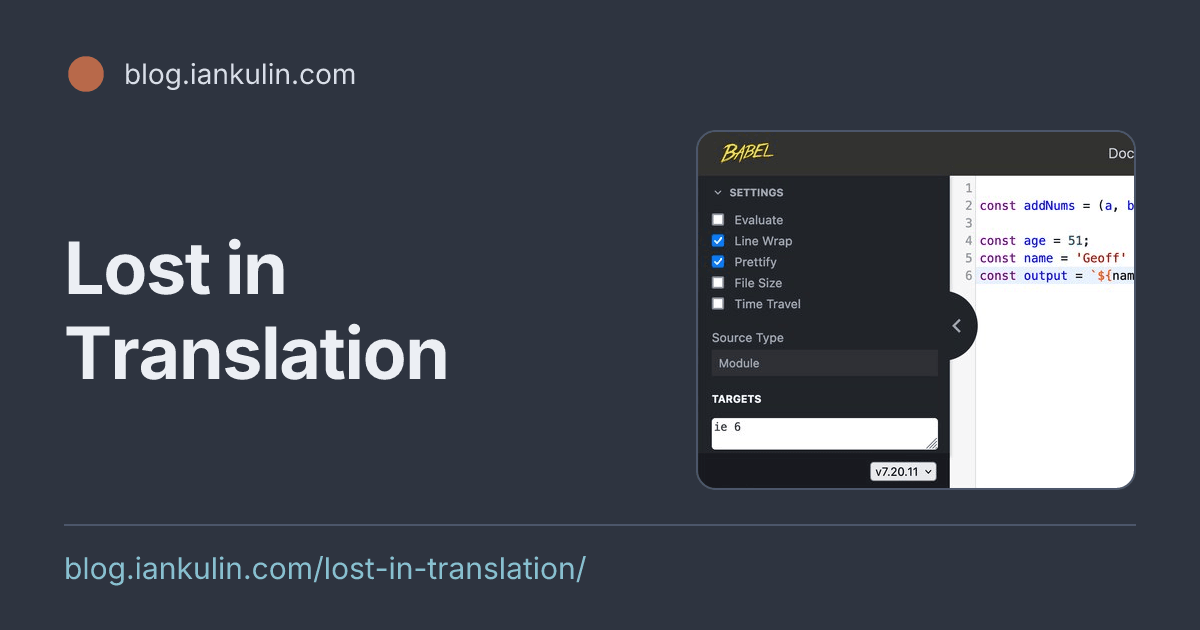 blog.iankulin.com
Lost in
Translation
BABEL
Doc
SETTINGS
Evaluate
Line Wrap
Prettify
File Size
Time Travel
Source Type
Module
TARGETS
ie 6
v7.20.11
1
2 const addNums = (a, b
3
4 const age = 51;
5 const name = 'Geoff'
6 const output = `${nam
blog.iankulin.com/lost-in-translation/